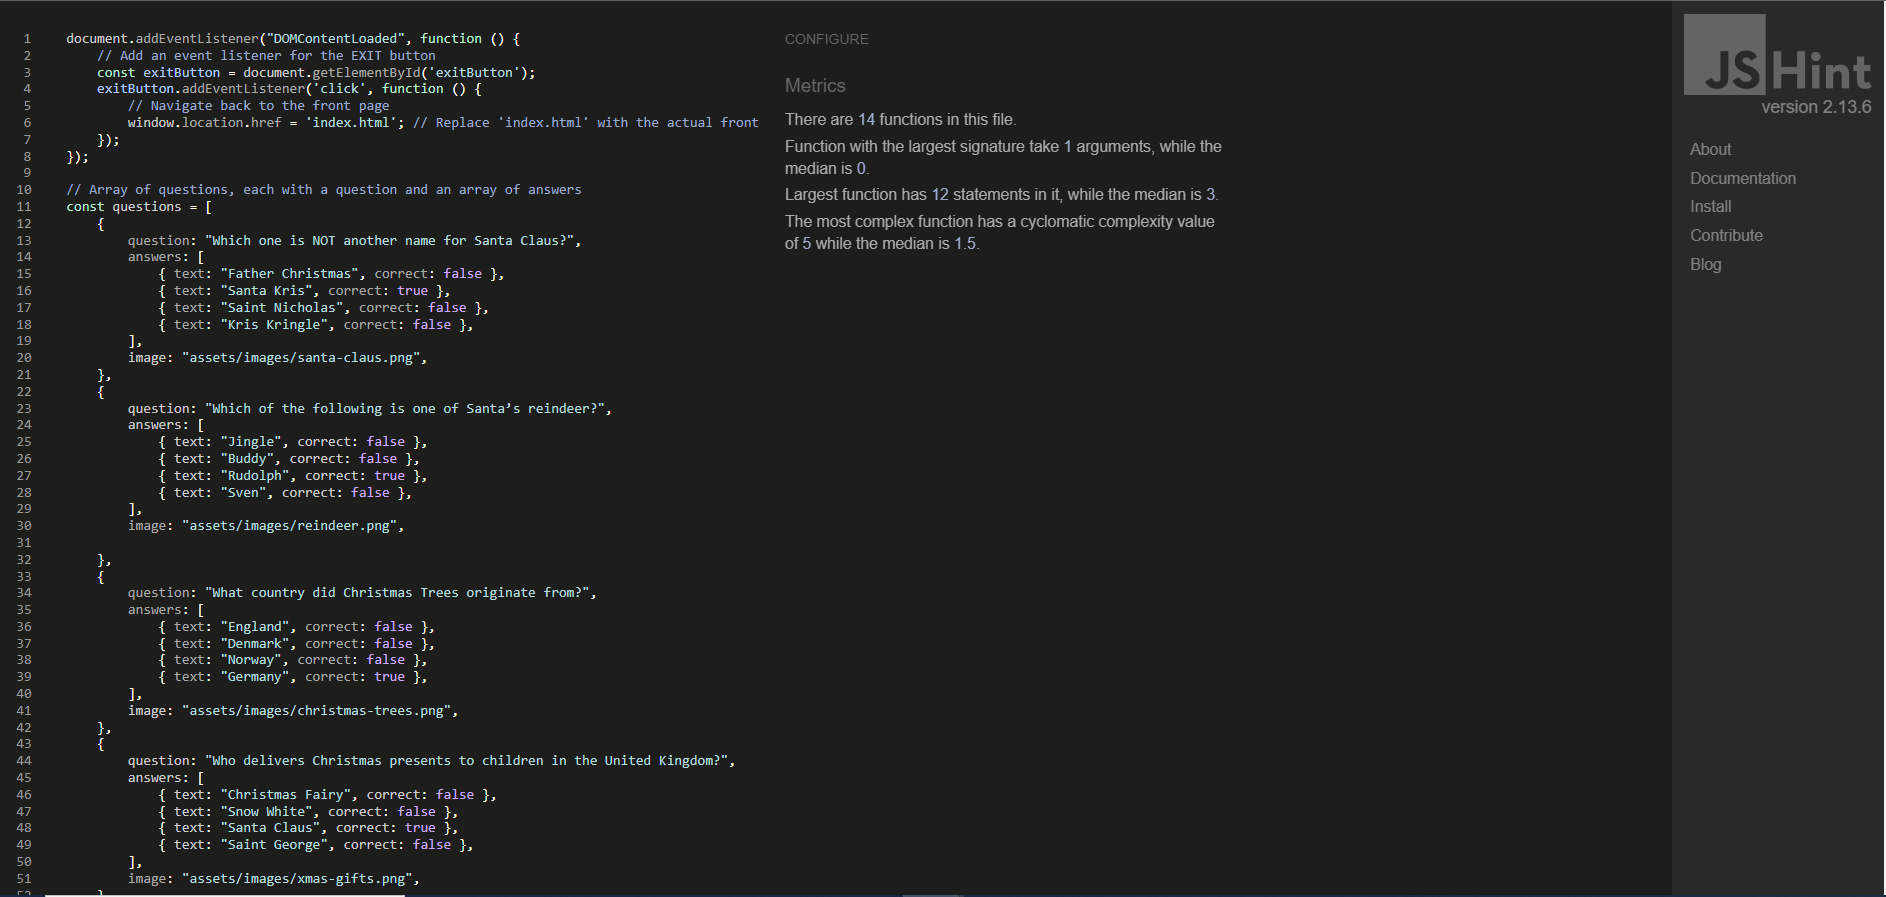 1 document.addEventListener("DOMContentLoaded", function () {
2 // Add an event listener for the EXIT button
3 const exitButton = document.getElementById('exitButton');
4 exitButton.addEventListener('click', function () {
5 // Navigate back to the front page
6 window.location.href = 'index.html'; // Replace 'index.html' with the actual front
7 });
8 });
9
10 // Array of questions, each with a question and an array of answers
11 const questions = [
12 {
13 question: "Which one is NOT another name for Santa Claus?",
14 answers: [
15 { text: "Father Christmas", correct: false },
16 { text: "Santa Kris", correct: true },
17 { text: "Saint Nicholas", correct: false },
18 { text: "Kris Kringle", correct: false },
19 ],
20 image: "assets/images/santa-claus.png",
21 },
22 {
23 question: "Which of the following is one of Santa’s reindeer?",
24 answers: [
25 { text: "Jingle", correct: false },
26 { text: "Buddy", correct: false },
27 { text: "Rudolph", correct: true },
28 { text: "Sven", correct: false },
29 ],
30 image: "assets/images/reindeer.png",
31
32 },
33 {
34 question: "What country did Christmas Trees originate from?",
35 answers: [
36 { text: "England", correct: false },
37 { text: "Denmark", correct: false },
38 { text: "Norway", correct: false },
39 { text: "Germany", correct: true },
40 ],
41 image: "assets/images/christmas-trees.png",
42 },
43 {
44 question: "Who delivers Christmas presents to children in the United Kingdom?",
45 answers: [
46 { text: "Christmas Fairy", correct: false },
47 { text: "Snow White", correct: false },
48 { text: "Santa Claus", correct: true },
49 { text: "Saint George", correct: false },
50 ],
51 image: "assets/images/xmas-gifts.png",
CONFIGURE
Metrics
There are 14 functions in this file.
Function with the largest signature take 1 arguments, while the
median is 0.
Largest function has 12 statements in it, while the median is 3.
The most complex function has a cyclomatic complexity value
of 5 while the median is 1.5.
JSHint
version 2.13.6
About
Documentation
Install
Contribute
Blog